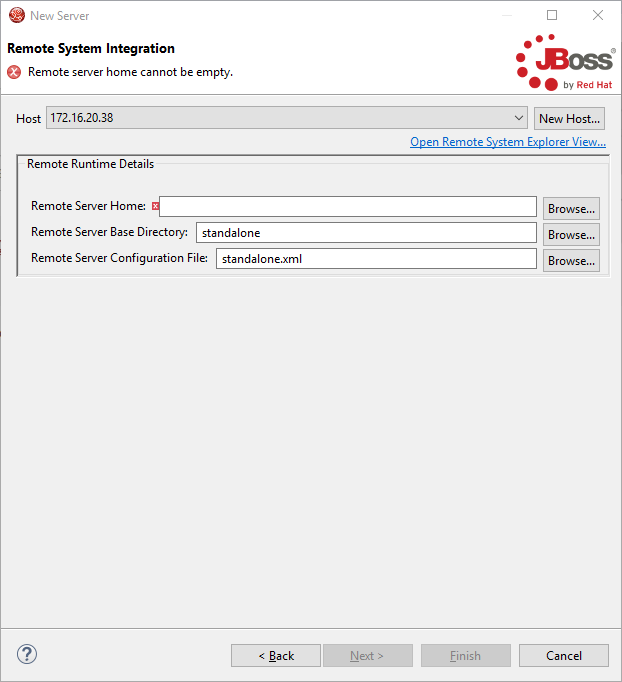 New Server
Remote System Integration
Remote server home cannot be empty.
JBoss®
by Red Hat
Host 172.16.20.38 New Host...
Open Remote System Explorer View...
Remote Runtime Details
Remote Server Home: Browse...
Remote Server Base Directory: standalone Browse...
Remote Server Configuration File: standalone.xml Browse...
? < Back Next > Finish Cancel